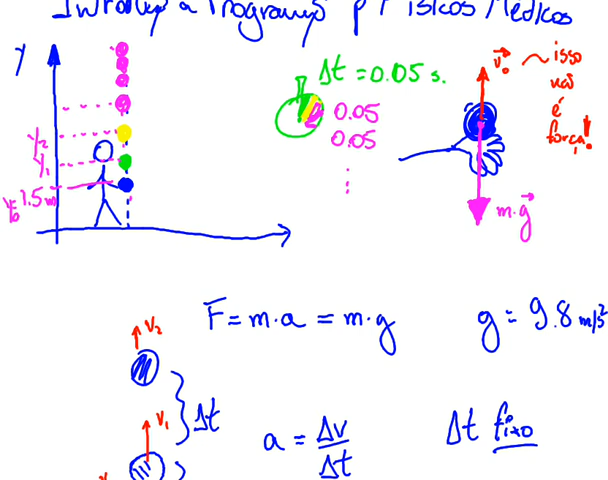 Introdução à Programação p/ Físicos Médicos
y
Δt = 0.05 s.
0.05
0.05
⋮
v₀ ~ isso
não
é
força!
y₂
y₁
y₀ 1.5 m
m·g
F = m·a = m·g
g = 9.8 m/s²
v₂
Δt
v₁
a = Δv/Δt
Δt fixo